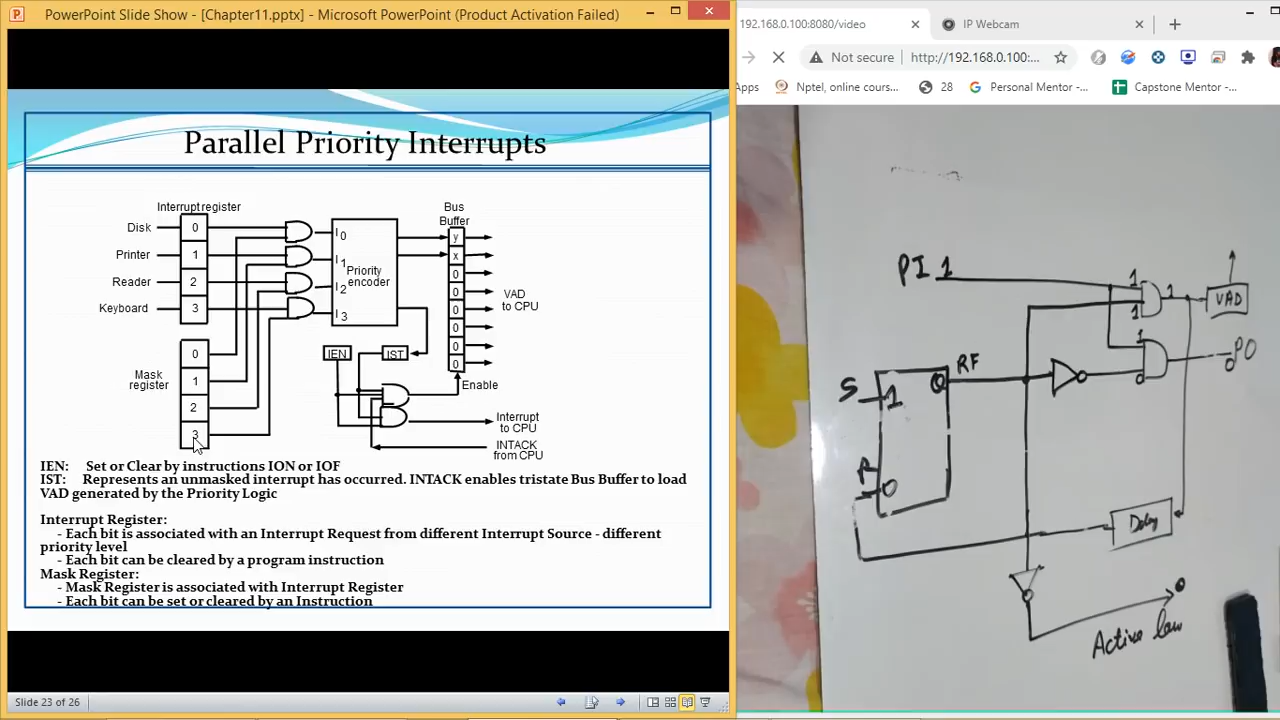 PowerPoint Slide Show - [Chapter11.pptx] - Microsoft PowerPoint (Product Activation Failed)
Parallel Priority Interrupts
Interrupt register
Disk 0
Printer 1
Reader 2
Keyboard 3
Mask register
0
1
2
3
I 0
I 1
I 2
I 3
Priority encoder
Bus Buffer
y
x
0
0
0
0
0
0
VAD to CPU
IEN
IST
Enable
Interrupt to CPU
INTACK from CPU
IEN: Set or Clear by instructions ION or IOF
IST: Represents an unmasked interrupt has occurred. INTACK enables tristate Bus Buffer to load
VAD generated by the Priority Logic
Interrupt Register:
- Each bit is associated with an Interrupt Request from different Interrupt Source - different
priority level
- Each bit can be cleared by a program instruction
Mask Register:
- Mask Register is associated with Interrupt Register
- Each bit can be set or cleared by an Instruction
Slide 23 of 26
192.168.0.100:8080/video
IP Webcam
Not secure
http://192.168.0.100:...
Apps
Nptel, online cours...
28
Personal Mentor -...
Capstone Mentor -...
PI 1
1
1
1
VAD
1
PO
RF
S
1
Q
R
0
Delay
Active low